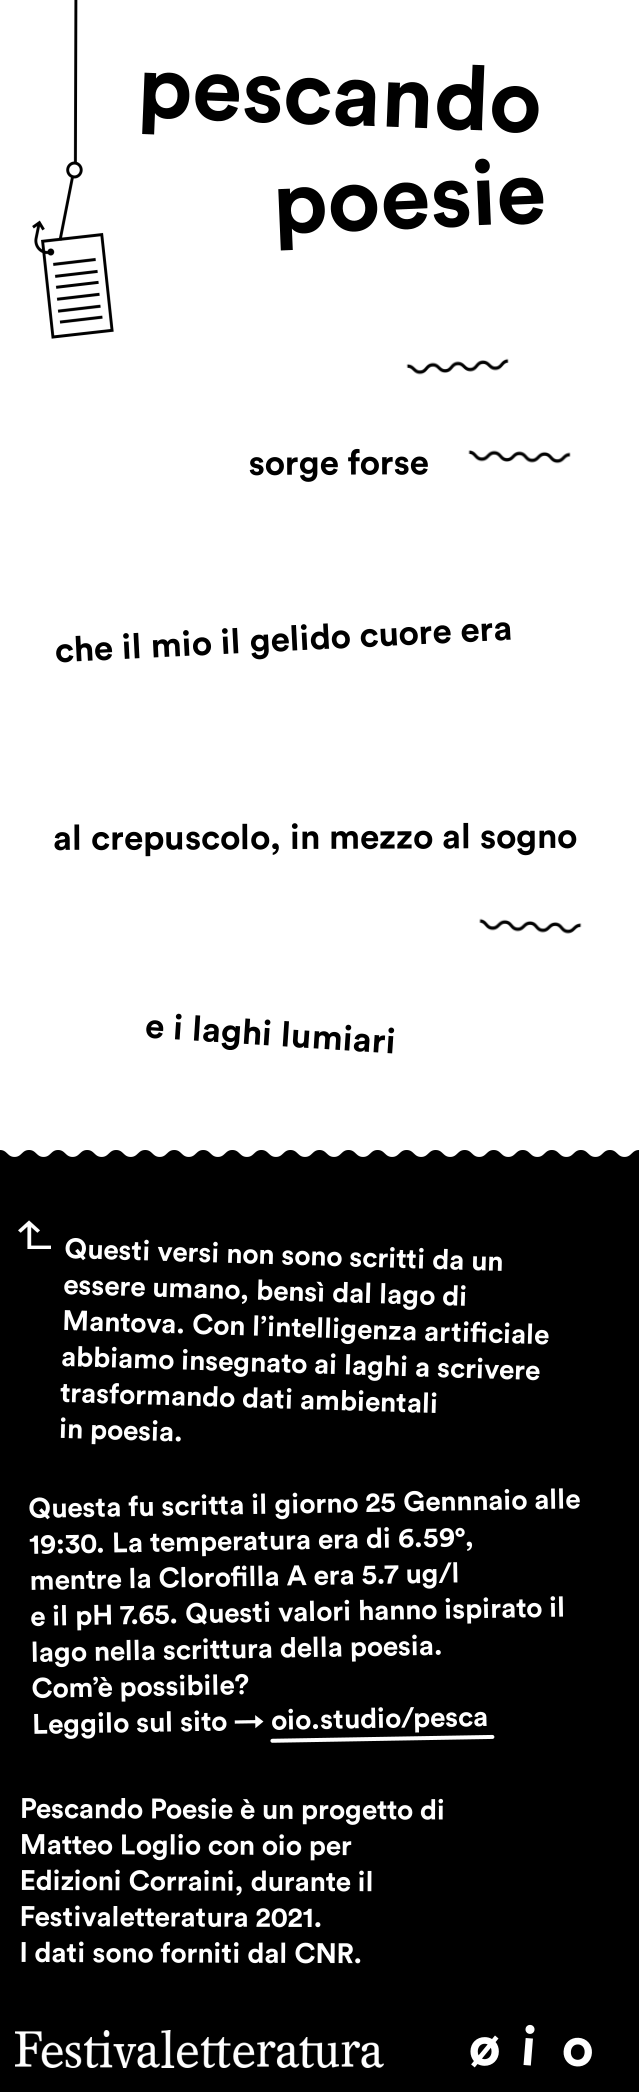 pescando
poesie
sorge forse
che il mio il gelido cuore era
al crepuscolo, in mezzo al sogno
e i laghi lumiari
Questi versi non sono scritti da un
essere umano, bensì dal lago di
Mantova. Con l’intelligenza artificiale
abbiamo insegnato ai laghi a scrivere
trasformando dati ambientali
in poesia.
Questa fu scritta il giorno 25 Gennnaio alle
19:30. La temperatura era di 6.59°,
mentre la Clorofilla A era 5.7 ug/l
e il pH 7.65. Questi valori hanno ispirato il
lago nella scrittura della poesia.
Com’è possibile?
Leggilo sul sito → oio.studio/pesca
Pescando Poesie è un progetto di
Matteo Loglio con oio per
Edizioni Corraini, durante il
Festivaletteratura 2021.
I dati sono forniti dal CNR.
Festivaletteratura ø i o